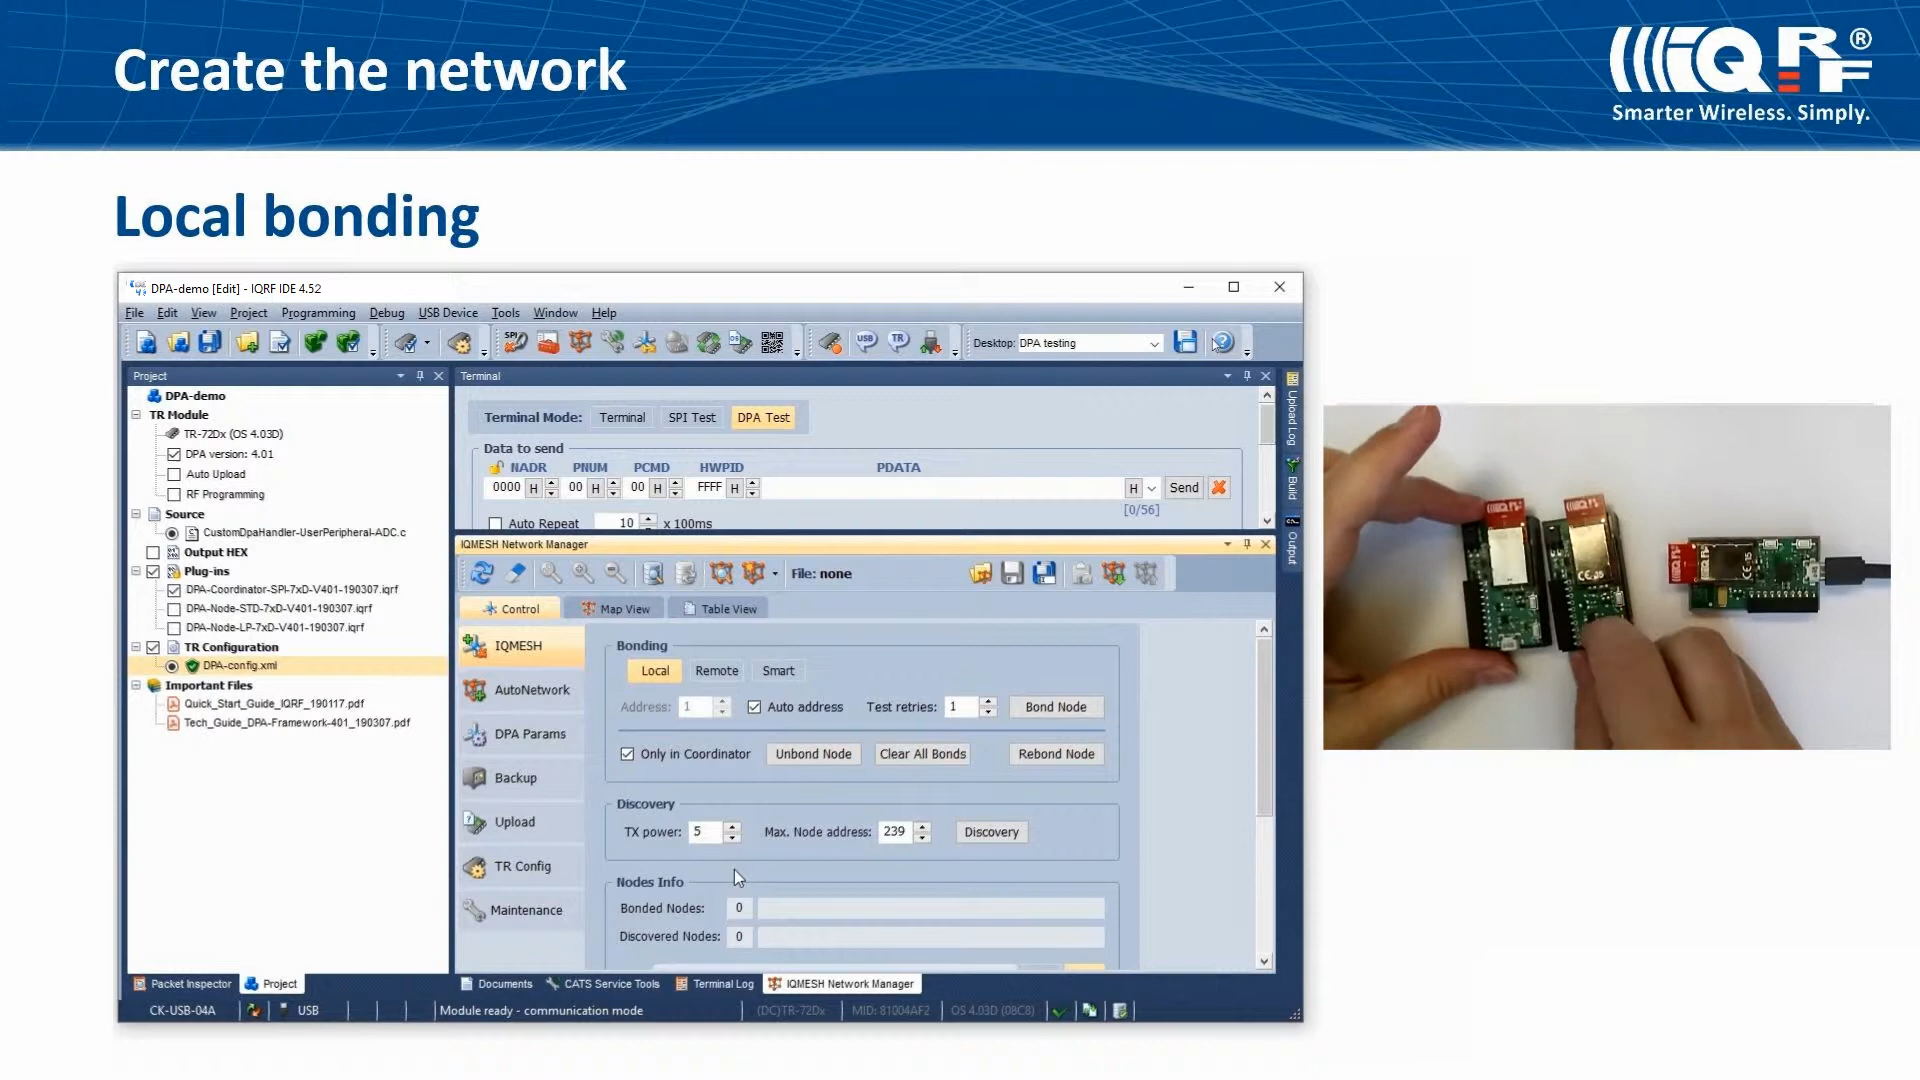 Create the network
IQRF®
Smarter Wireless. Simply.
Local bonding
DPA-demo [Edit] - IQRF IDE 4.52
File Edit View Project Programming Debug USB Device Tools Window Help
SPI
USB TR
Desktop: DPA testing
Project
DPA-demo
TR Module
TR-72Dx (OS 4.03D)
DPA version: 4.01
Auto Upload
RF Programming
Source
CustomDpaHandler-UserPeripheral-ADC.c
Output HEX
Plug-ins
DPA-Coordinator-SPI-7xD-V401-190307.iqrf
DPA-Node-STD-7xD-V401-190307.iqrf
DPA-Node-LP-7xD-V401-190307.iqrf
TR Configuration
DPA-config.xml
Important Files
Quick_Start_Guide_IQRF_190117.pdf
Tech_Guide_DPA-Framework-401_190307.pdf
Terminal
Terminal Mode: Terminal SPI Test DPA Test
Data to send
NADR PNUM PCMD HWPID PDATA
0000 H 00 H 00 H FFFF H H Send
[0/56]
Auto Repeat 10 x 100ms
Upload Log
Build
Output
IQMESH Network Manager
File: none
Control Map View Table View
IQMESH
AutoNetwork
DPA Params
Backup
Upload
TR Config
Maintenance
Bonding
Local Remote Smart
Address: 1 Auto address Test retries: 1 Bond Node
Only in Coordinator Unbond Node Clear All Bonds Rebond Node
Discovery
TX power: 5 Max. Node address: 239 Discovery
Nodes Info
Bonded Nodes: 0
Discovered Nodes: 0
Packet Inspector Project
Documents CATS Service Tools Terminal Log IQMESH Network Manager
CK-USB-04A USB Module ready - communication mode (DC)TR-72Dx MID: 81004AF2 OS 4.03D (08C8)